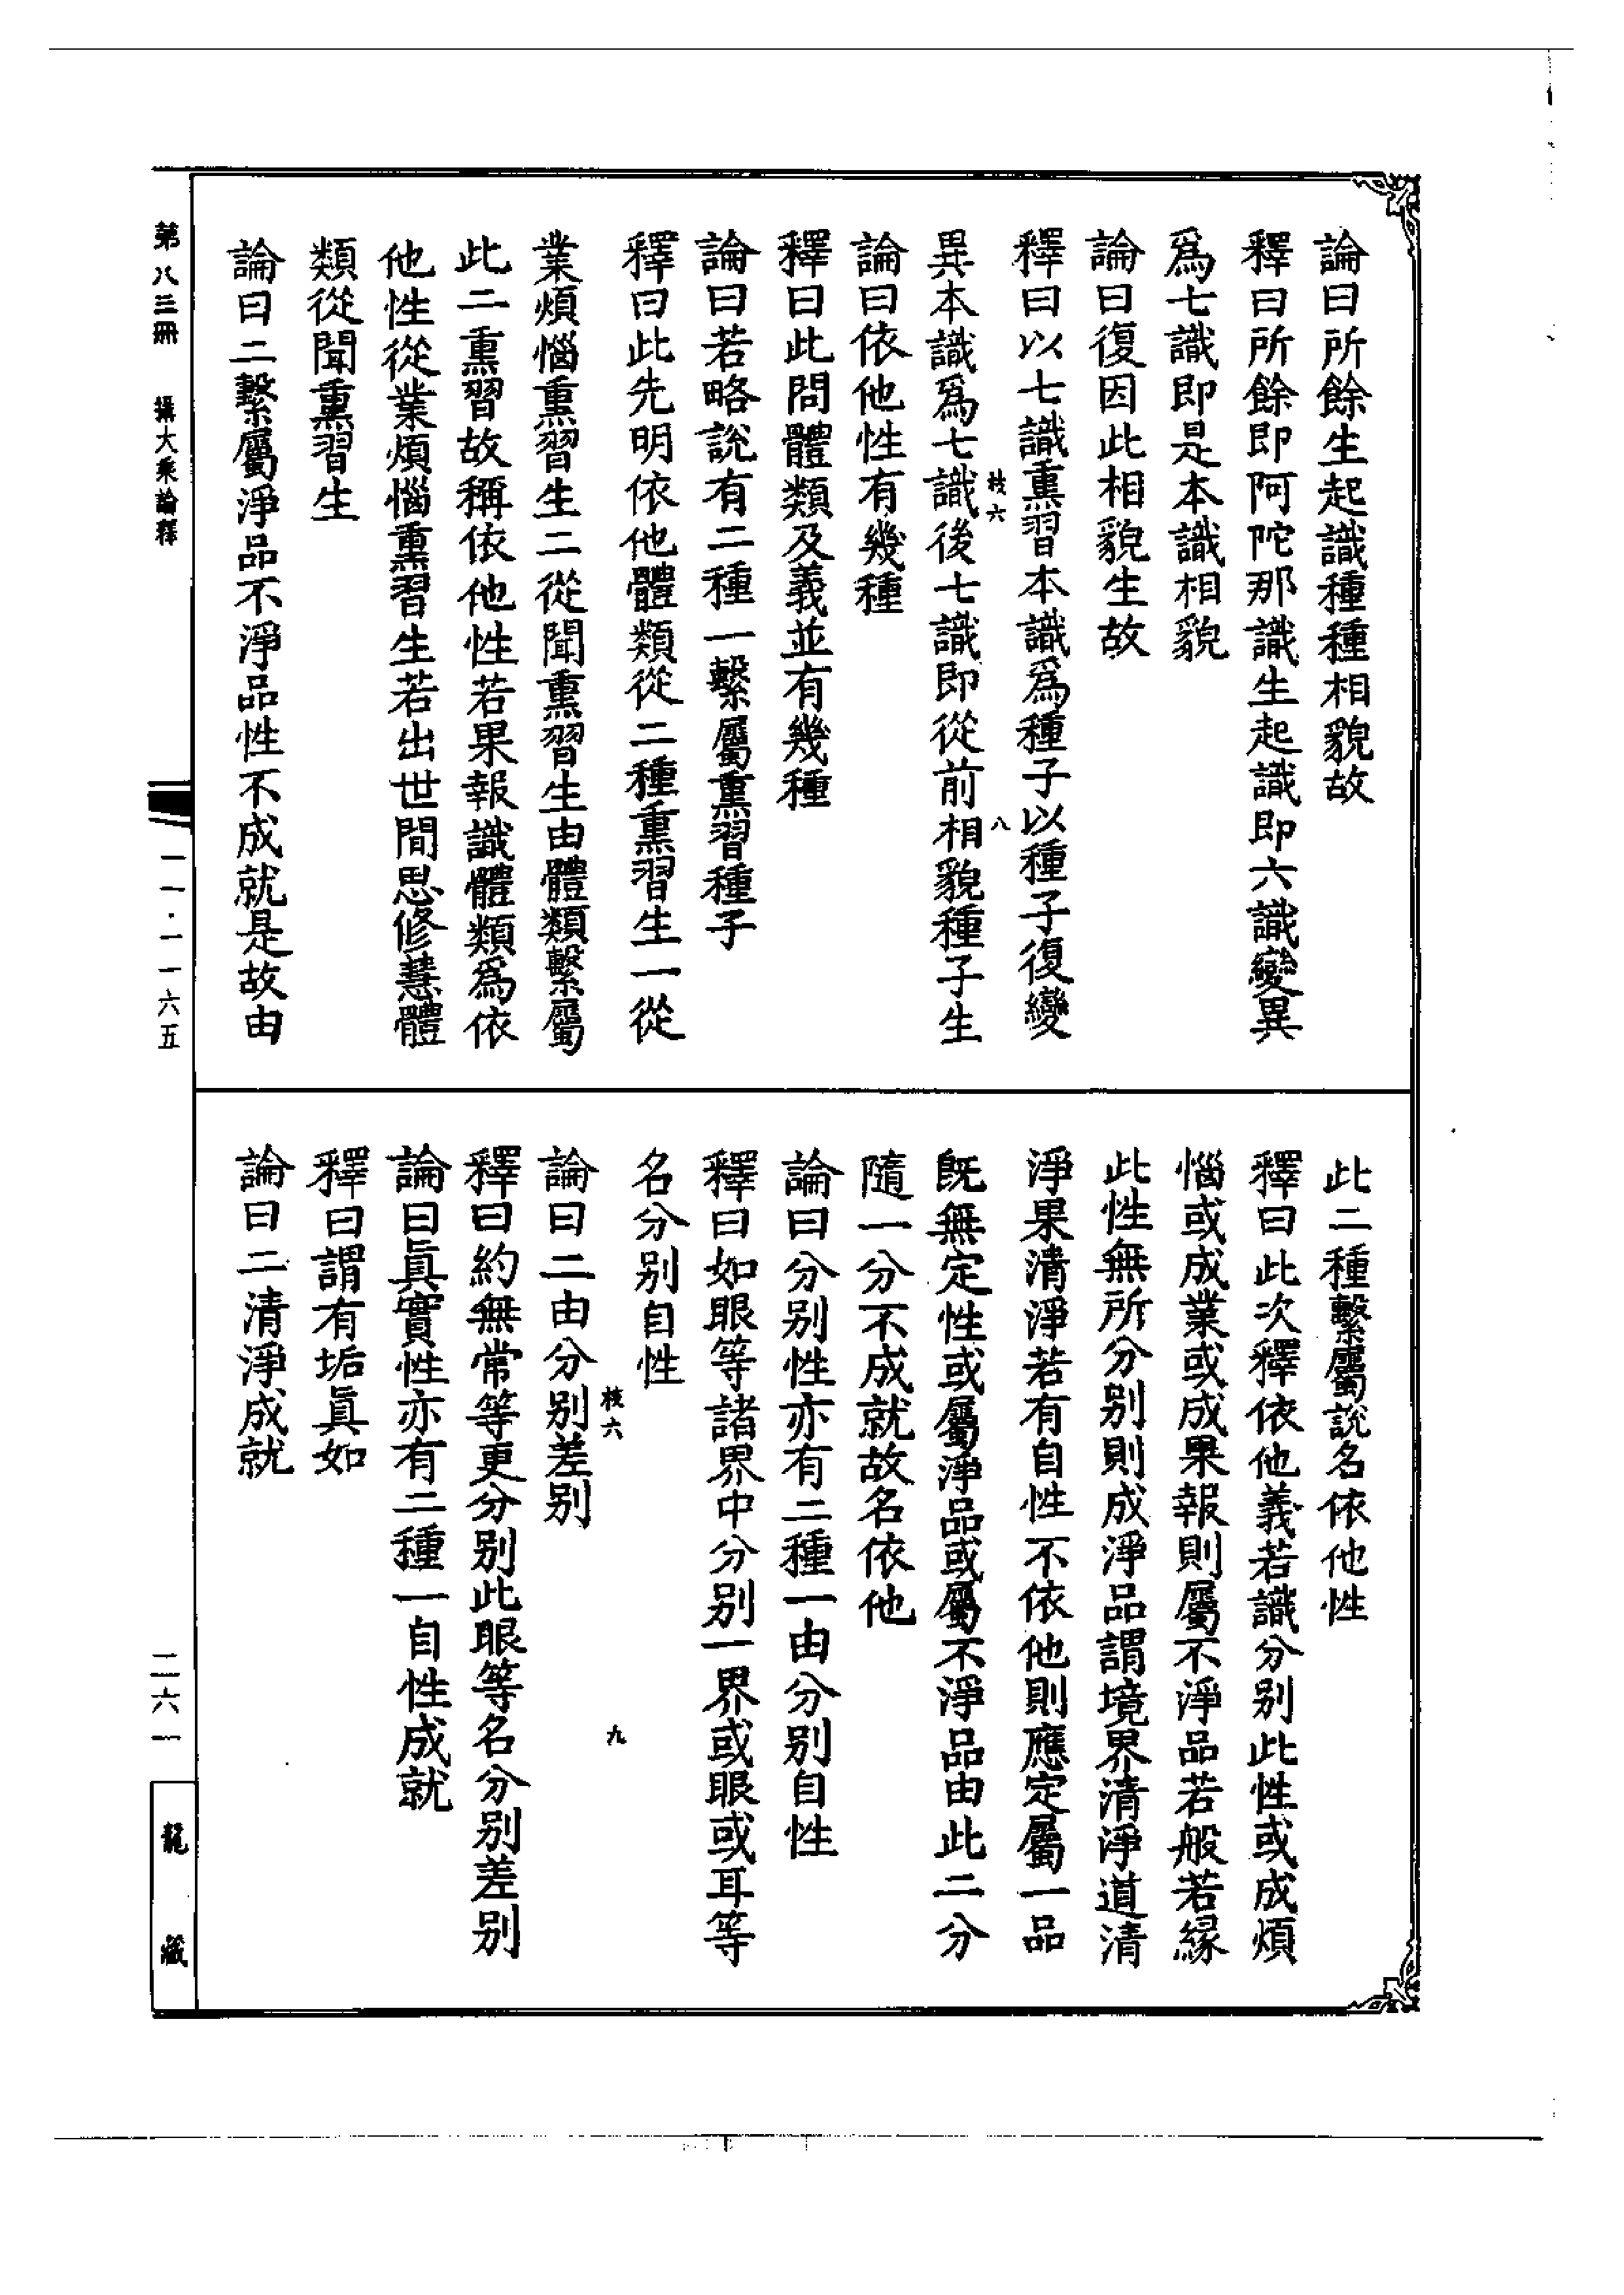 論曰所餘生起識種種相貌故
釋曰所餘即阿陀那識生起識即六識變異
爲七識即是本識相貌
論曰復因此相貌生故
釋曰以七識熏習本識爲種子以種子復變
異本識爲七識後七識即從前相貌種子生
枝六
八
論曰依他性有幾種
釋曰此問體類及義並有幾種
論曰若略說有二種一繫屬熏習種子
釋曰此先明依他體類從二種熏習生一從
業煩惱熏習生二從聞熏習生由體類繫屬
此二熏習故稱依他性若果報識體類爲依
他性從業煩惱熏習生若出世間思修慧體
類從聞熏習生
論曰二繫屬淨品不淨品性不成就是故由
此二種繫屬說名依他性
釋曰此次釋依他義若識分别此性或成煩
惱或成業或成果報則屬不淨品若般若緣
此性無所分别則成淨品謂境界清淨道清
淨果清淨若有自性不依他則應定屬一品
旣無定性或屬淨品或屬不淨品由此二分
隨一分不成就故名依他
論曰分别性亦有二種一由分别自性
釋曰如眼等諸界中分别一界或眼或耳等
名分别自性
枝六
九
論曰二由分别差别
釋曰約無常等更分别此眼等名分别差别
論曰眞實性亦有二種一自性成就
釋曰謂有垢眞如
論曰二清淨成就
第八三冊
攝大乘論釋
一一·一一六五
二六一
龍藏